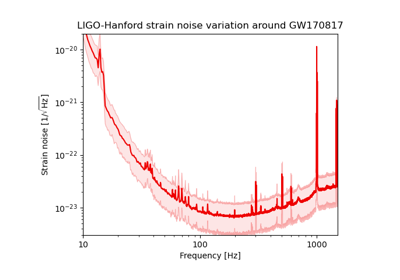 LIGO-Hanford strain noise variation around GW170817
Strain noise [1/√Hz]
10⁻²⁰
10⁻²¹
10⁻²²
10⁻²³
10
100
1000
Frequency [Hz]